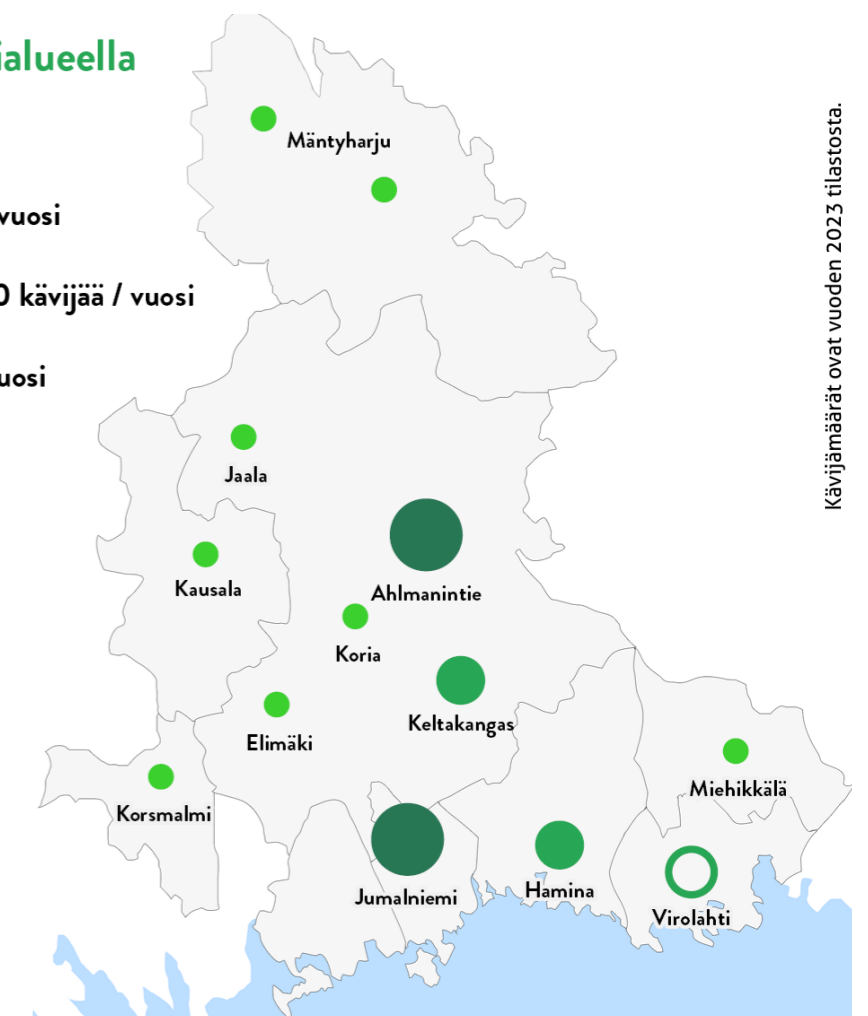 ialueella
vuosi
0 kävijää / vuosi
uosi
Kävijämäärät ovat vuoden 2023 tilastosta.
Mäntyharju
Jaala
Kausala
Ahlmanintie
Koria
Keltakangas
Elimäki
Miehikkälä
Korsmalmi
Jumalniemi
Hamina
Virolahti